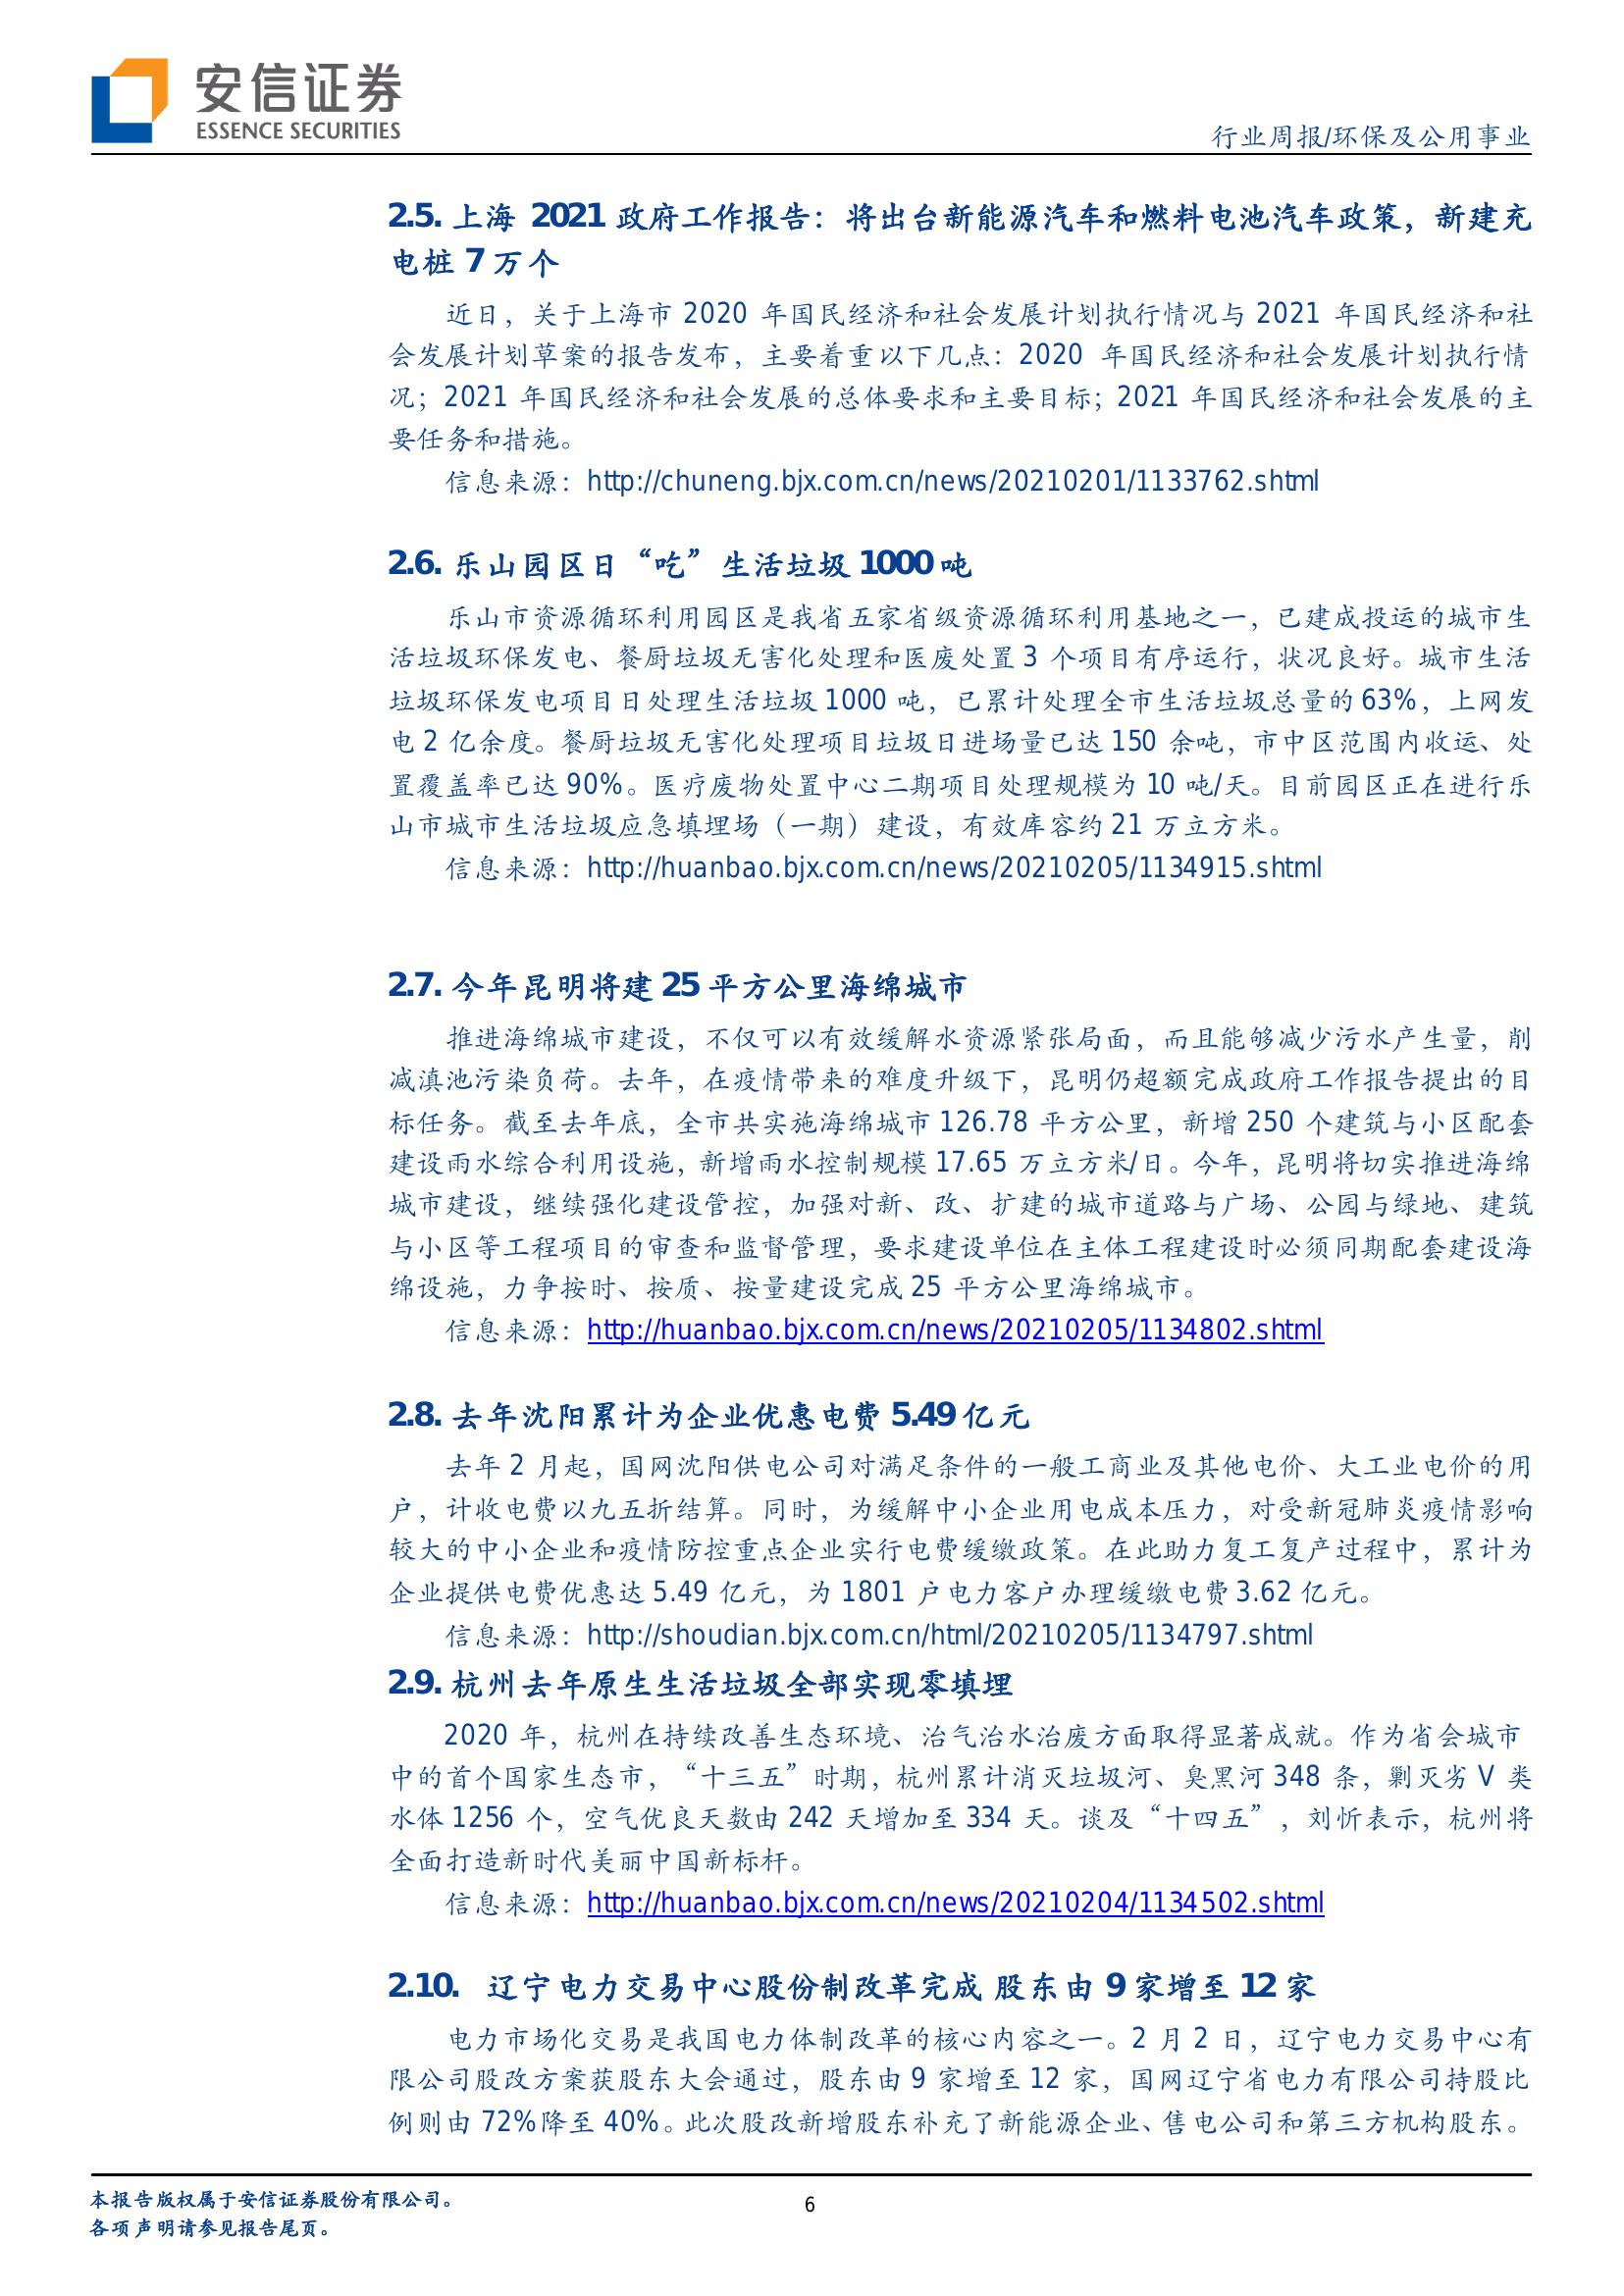 安信证券
ESSENCE SECURITIES
行业周报/环保及公用事业
2.5. 上海 2021 政府工作报告：将出台新能源汽车和燃料电池汽车政策，新建充
电桩 7 万个
近日，关于上海市 2020 年国民经济和社会发展计划执行情况与 2021 年国民经济和社
会发展计划草案的报告发布，主要着重以下几点：2020 年国民经济和社会发展计划执行情
况；2021 年国民经济和社会发展的总体要求和主要目标；2021 年国民经济和社会发展的主
要任务和措施。
信息来源：http://chuneng.bjx.com.cn/news/20210201/1133762.shtml
2.6. 乐山园区日“吃”生活垃圾 1000 吨
乐山市资源循环利用园区是我省五家省级资源循环利用基地之一，已建成投运的城市生
活垃圾环保发电、餐厨垃圾无害化处理和医废处置 3 个项目有序运行，状况良好。城市生活
垃圾环保发电项目日处理生活垃圾 1000 吨，已累计处理全市生活垃圾总量的 63%，上网发
电 2 亿余度。餐厨垃圾无害化处理项目垃圾日进场量已达 150 余吨，市中区范围内收运、处
置覆盖率已达 90%。医疗废物处置中心二期项目处理规模为 10 吨/天。目前园区正在进行乐
山市城市生活垃圾应急填埋场（一期）建设，有效库容约 21 万立方米。
信息来源：http://huanbao.bjx.com.cn/news/20210205/1134915.shtml
2.7. 今年昆明将建 25 平方公里海绵城市
推进海绵城市建设，不仅可以有效缓解水资源紧张局面，而且能够减少污水产生量，削
减滇池污染负荷。去年，在疫情带来的难度升级下，昆明仍超额完成政府工作报告提出的目
标任务。截至去年底，全市共实施海绵城市 126.78 平方公里，新增 250 个建筑与小区配套
建设雨水综合利用设施，新增雨水控制规模 17.65 万立方米/日。今年，昆明将切实推进海绵
城市建设，继续强化建设管控，加强对新、改、扩建的城市道路与广场、公园与绿地、建筑
与小区等工程项目的审查和监督管理，要求建设单位在主体工程建设时必须同期配套建设海
绵设施，力争按时、按质、按量建设完成 25 平方公里海绵城市。
信息来源：http://huanbao.bjx.com.cn/news/20210205/1134802.shtml
2.8. 去年沈阳累计为企业优惠电费 5.49 亿元
去年 2 月起，国网沈阳供电公司对满足条件的一般工商业及其他电价、大工业电价的用
户，计收电费以九五折结算。同时，为缓解中小企业用电成本压力，对受新冠肺炎疫情影响
较大的中小企业和疫情防控重点企业实行电费缓缴政策。在此助力复工复产过程中，累计为
企业提供电费优惠达 5.49 亿元，为 1801 户电力客户办理缓缴电费 3.62 亿元。
信息来源：http://shoudian.bjx.com.cn/html/20210205/1134797.shtml
2.9. 杭州去年原生生活垃圾全部实现零填埋
2020 年，杭州在持续改善生态环境、治气治水治废方面取得显著成就。作为省会城市
中的首个国家生态市，“十三五”时期，杭州累计消灭垃圾河、臭黑河 348 条，剿灭劣 V 类
水体 1256 个，空气优良天数由 242 天增加至 334 天。谈及“十四五”，刘忻表示，杭州将
全面打造新时代美丽中国新标杆。
信息来源：http://huanbao.bjx.com.cn/news/20210204/1134502.shtml
2.10. 辽宁电力交易中心股份制改革完成 股东由 9 家增至 12 家
电力市场化交易是我国电力体制改革的核心内容之一。2 月 2 日，辽宁电力交易中心有
限公司股改方案获股东大会通过，股东由 9 家增至 12 家，国网辽宁省电力有限公司持股比
例则由 72%降至 40%。此次股改新增股东补充了新能源企业、售电公司和第三方机构股东。
本报告版权属于安信证券股份有限公司。
6
各项声明请参见报告尾页。